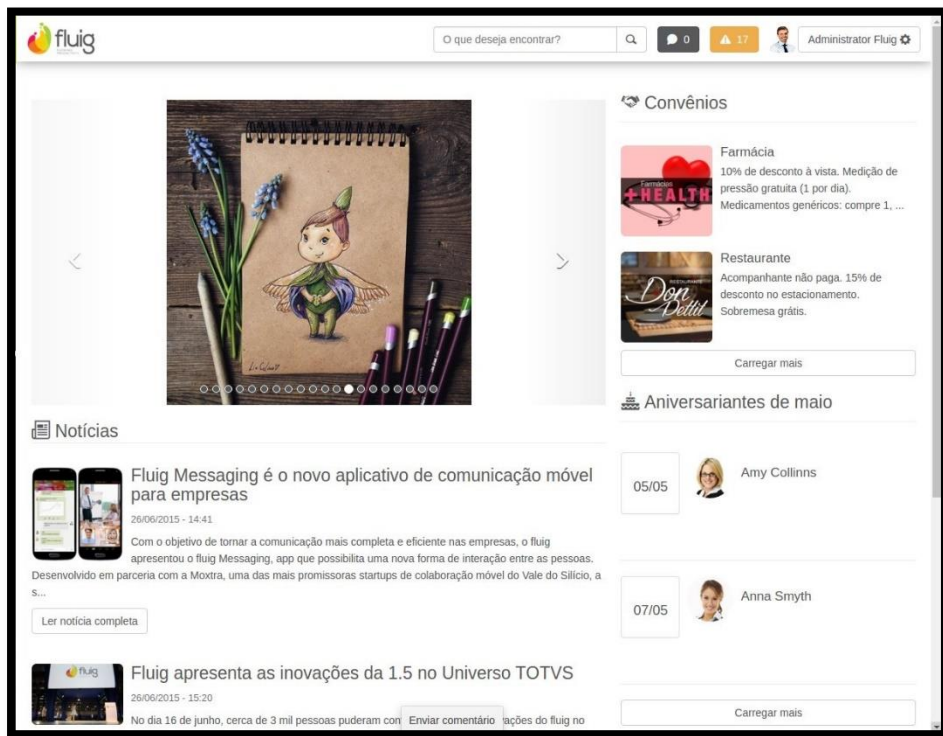 fluig
O que deseja encontrar?
0
17
Administrator Fluig
Convênios
Farmácia
10% de desconto à vista. Medição de
pressão gratuita (1 por dia).
Medicamentos genéricos: compre 1, ...
Farmácias
+HEALTH
Restaurante
Acompanhante não paga. 15% de
desconto no estacionamento.
Sobremesa grátis.
RESTAURANTE
Don
Pettit
Carregar mais
Aniversariantes de maio
05/05
Amy Collinns
07/05
Anna Smyth
Carregar mais
Notícias
Fluig Messaging é o novo aplicativo de comunicação móvel
para empresas
26/06/2015 - 14:41
Com o objetivo de tornar a comunicação mais completa e eficiente nas empresas, o fluig
apresentou o fluig Messaging, app que possibilita uma nova forma de interação entre as pessoas.
Desenvolvido em parceria com a Moxtra, uma das mais promissoras startups de colaboração móvel do Vale do Silício, a
s...
Ler notícia completa
fluig
Fluig apresenta as inovações da 1.5 no Universo TOTVS
26/06/2015 - 15:20
No dia 16 de junho, cerca de 3 mil pessoas puderam con
Enviar comentário
vações do fluig no